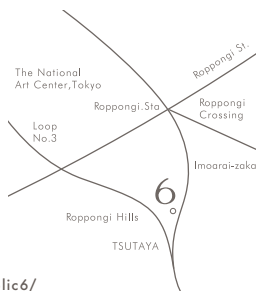 Roppongi St.
The National
Art Center,Tokyo
Roppongi.Sta
Roppongi
Crossing
Loop
No.3
Imoarai-zaka
6
Roppongi Hills
TSUTAYA
lic6/